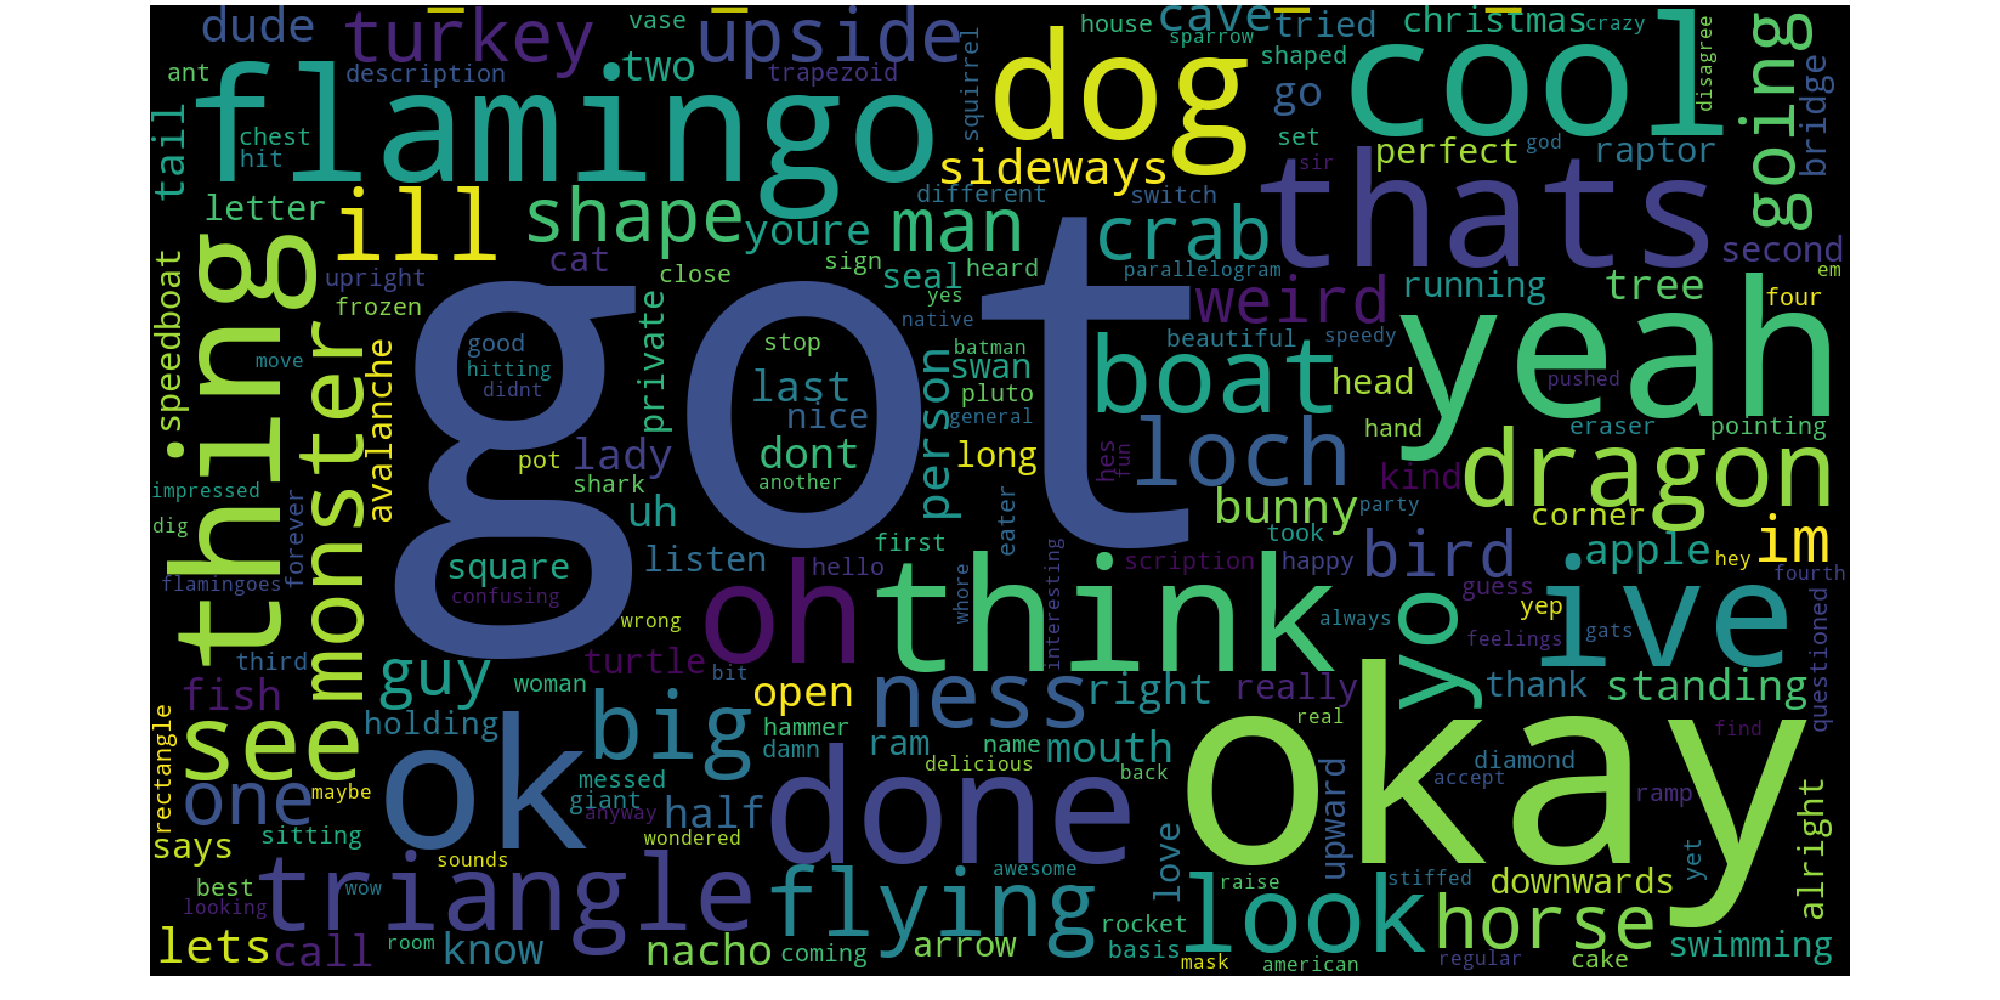 dude
turkey
vase
upside
house
cave
sparrow
tried
christmas
crazy
cool
going
ant
description
two
trapezoid
squirrel
dog
shaped
go
disagree
bridge
tail
flamingo
chest
hit
sideways
set
sir
perfect
god
raptor
thats
letter
ill
shape
youre
different
man
switch
crab
second
thing
upright
cat
close
sign
seal
heard
parallelogram
em
speedboat
frozen
private
yes
native
weird
running
tree
four
yeah
got
move
monster
avalanche
good
hitting
didnt
stop
last
nice
dont
another
person
batman
swan
pluto
general
beautiful
speedy
boat
head
pushed
hand
eraser
pointing
pot
lady
shark
long
hes
fun
loch
kind
dragon
impressed
dig
forever
uh
eater
bunny
party
corner
im
square
listen
first
took
flamingoes
confusing
hello
whore
interesting
scription
happy
bird
apple
hey
fourth
wrong
oh
think
always
yo
guess
yep
feelings
gats
ive
questioned
third
guy
turtle
bit
fish
woman
open
ness
right
really
thank
standing
see
holding
big
hammer
damn
ram
name
mouth
real
find
rectangle
ok
messed
giant
anyway
delicious
back
okay
diamond
accept
one
maybe
half
done
upward
ramp
says
sitting
wondered
love
yet
alright
sounds
triangle
best
wow
looking
flying
awesome
raise
stiffed
downwards
look
horse
rocket
lets
call
room
know
nacho
coming
arrow
basis
mask
american
regular
cake
swimming